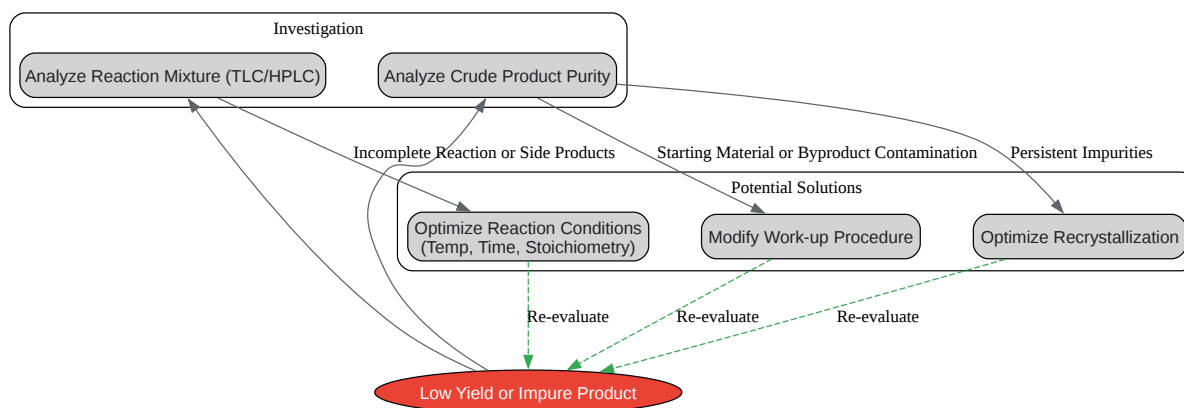 Investigation
Analyze Reaction Mixture (TLC/HPLC)
Analyze Crude Product Purity
Incomplete Reaction or Side Products
Starting Material or Byproduct Contamination
Persistent Impurities
Potential Solutions
Optimize Reaction Conditions
(Temp, Time, Stoichiometry)
Modify Work-up Procedure
Optimize Recrystallization
Re-evaluate
Re-evaluate
Re-evaluate
Low Yield or Impure Product